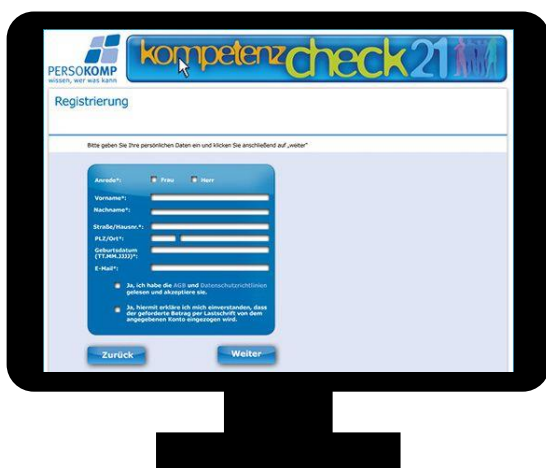 PERSOKOMP
wissen, wer was kann
kompetenzcheck21
Registrierung
Bitte geben Sie Ihre persönlichen Daten ein und klicken Sie anschließend auf „weiter"
Anrede*: Frau Herr
Vorname*:
Nachname*:
Straße/Hausnr.*:
PLZ/Ort*:
Geburtsdatum
(TT.MM.JJJJ)*:
E-Mail*:
Ja, ich habe die AGB und Datenschutzrichtlinien
gelesen und akzeptiere sie.
Ja, hiermit erkläre ich mich einverstanden, dass
der geforderte Betrag per Lastschrift von dem
angegebenen Konto eingezogen wird.
Zurück Weiter